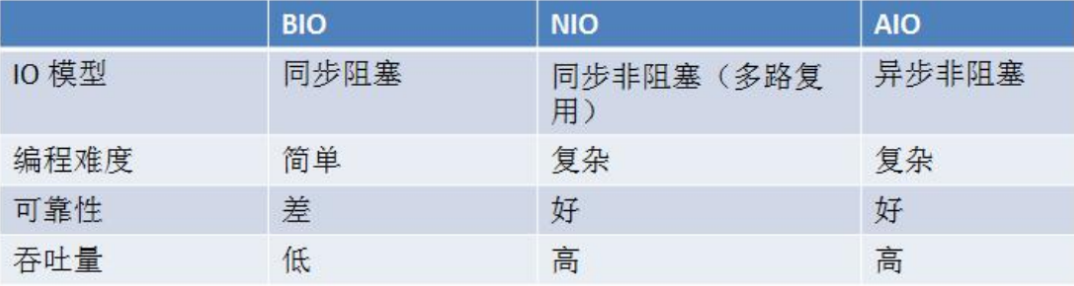 BIO NIO AIO
IO 模型 同步阻塞 同步非阻塞（多路复 异步非阻塞
用）
编程难度 简单 复杂 复杂
可靠性 差 好 好
吞吐量 低 高 高